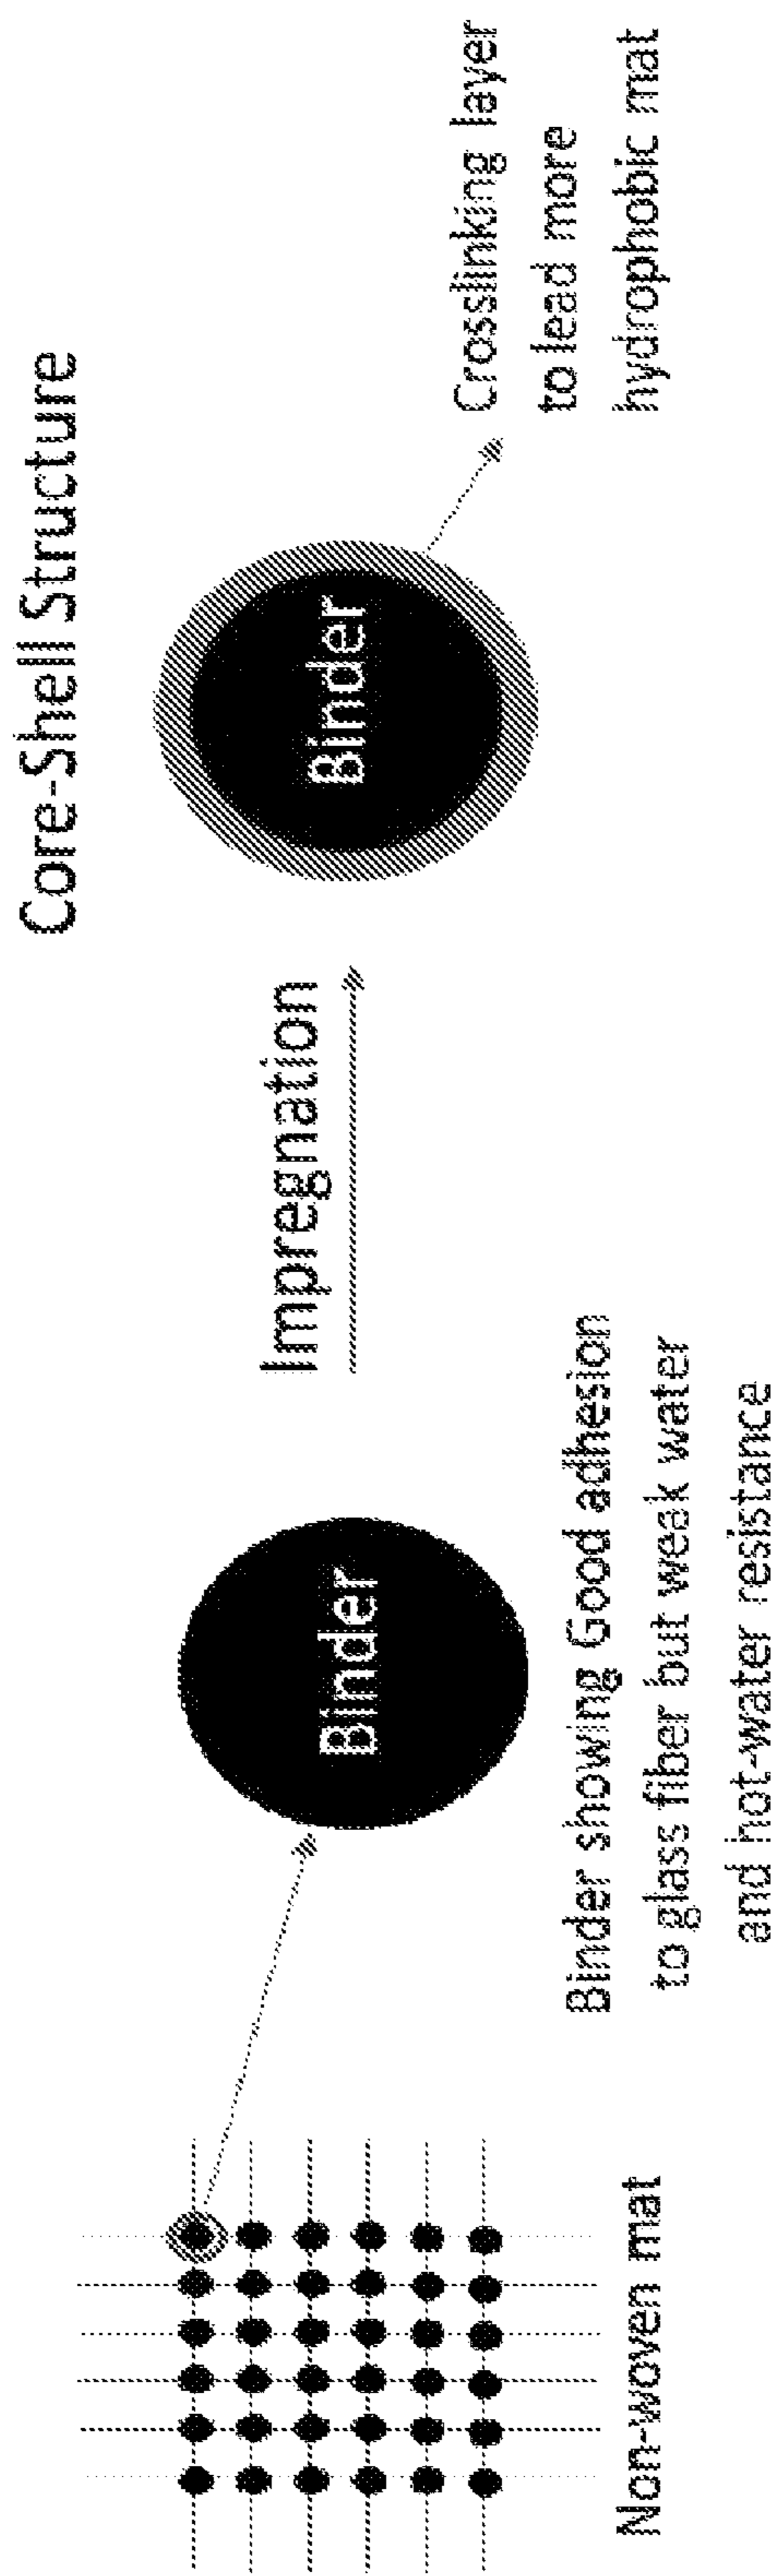 Core-Shell Structure
Non-woven mat
Binder
Binder showing Good adhesion
to glass fiber but weak water
and hot-water resistance
Impregnation
Binder
Crosslinking layer
to lead more
hydrophobic mat